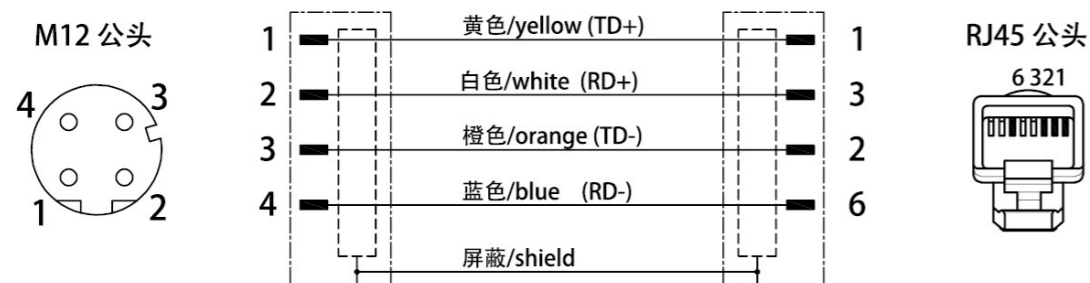 M12 公头
4
3
1
2
1 黄色/yellow (TD+) 1
2 白色/white (RD+) 3
3 橙色/orange (TD-) 2
4 蓝色/blue (RD-) 6
屏蔽/shield
RJ45 公头
6 321